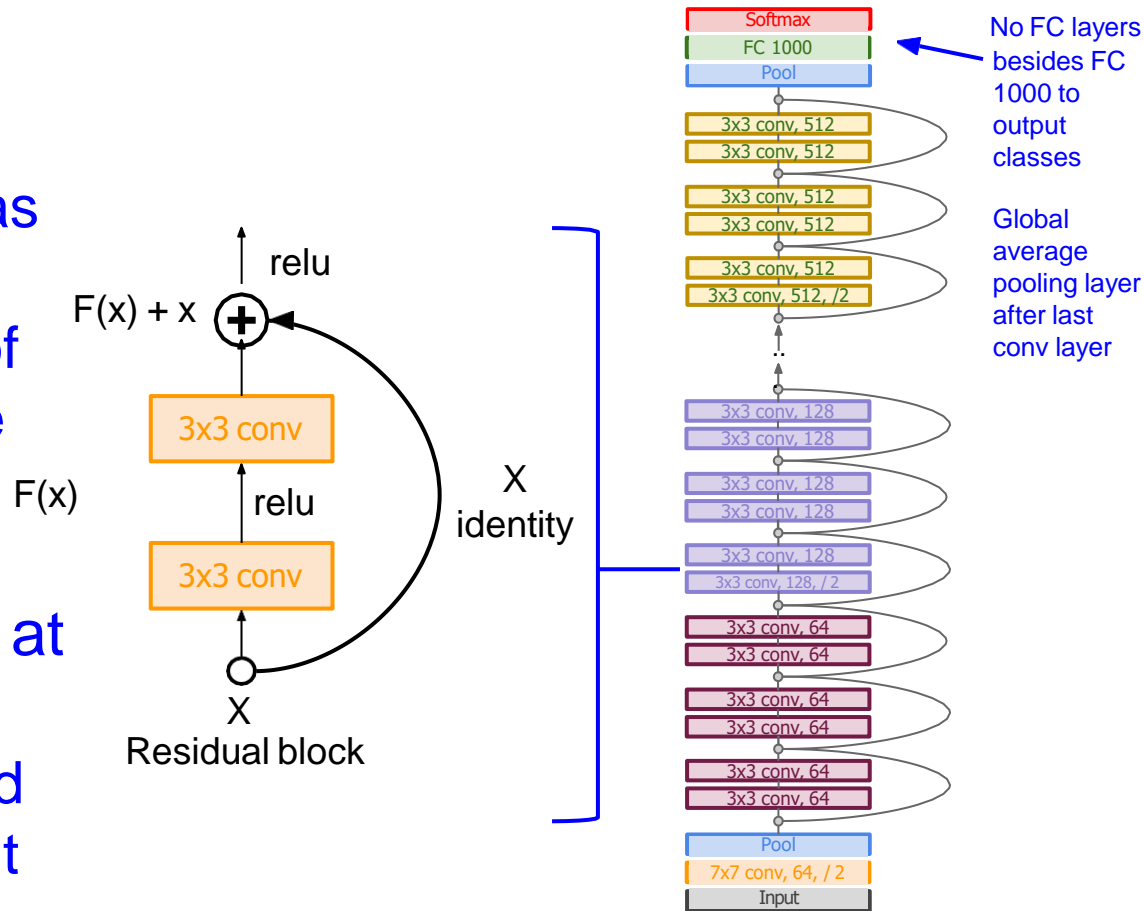 as
of
e
at
d
t
relu
F(x) + x
3x3 conv
F(x)
relu
X
identity
3x3 conv
X
Residual block
Softmax
FC 1000
Pool
3x3 conv, 512
3x3 conv, 512
3x3 conv, 512
3x3 conv, 512
3x3 conv, 512
3x3 conv, 512, /2
..
.
3x3 conv, 128
3x3 conv, 128
3x3 conv, 128
3x3 conv, 128
3x3 conv, 128
3x3 conv, 128, / 2
3x3 conv, 64
3x3 conv, 64
3x3 conv, 64
3x3 conv, 64
3x3 conv, 64
3x3 conv, 64
Pool
7x7 conv, 64, / 2
Input
No FC layers
besides FC
1000 to
output
classes
Global
average
pooling layer
after last
conv layer